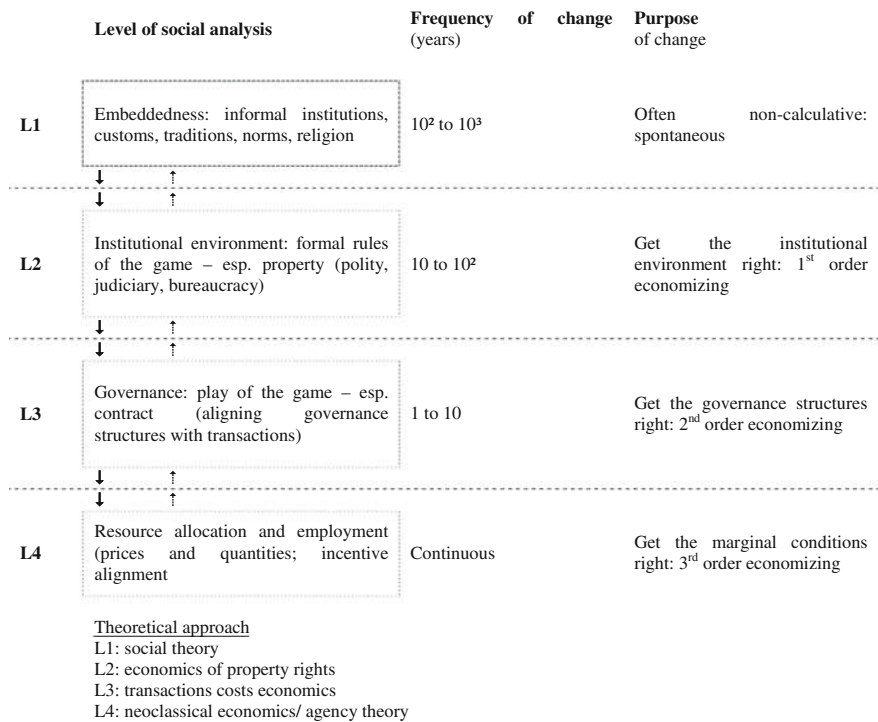 Level of social analysis
Frequency of change
(years)
Purpose
of change
L1
Embeddedness: informal institutions,
customs, traditions, norms, religion
10² to 10³
Often non-calculative:
spontaneous
L2
Institutional environment: formal rules
of the game – esp. property (polity,
judiciary, bureaucracy)
10 to 10²
Get the institutional
environment right: 1st order
economizing
L3
Governance: play of the game – esp.
contract (aligning governance
structures with transactions)
1 to 10
Get the governance structures
right: 2nd order economizing
L4
Resource allocation and employment
(prices and quantities; incentive
alignment
Continuous
Get the marginal conditions
right: 3rd order economizing
Theoretical approach
L1: social theory
L2: economics of property rights
L3: transactions costs economics
L4: neoclassical economics/ agency theory